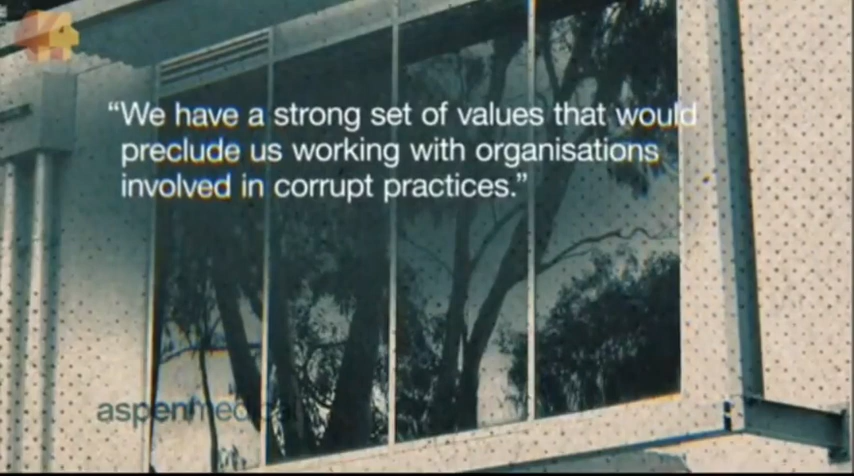 “We have a strong set of values that would
preclude us working with organisations
involved in corrupt practices.”
aspenmedical